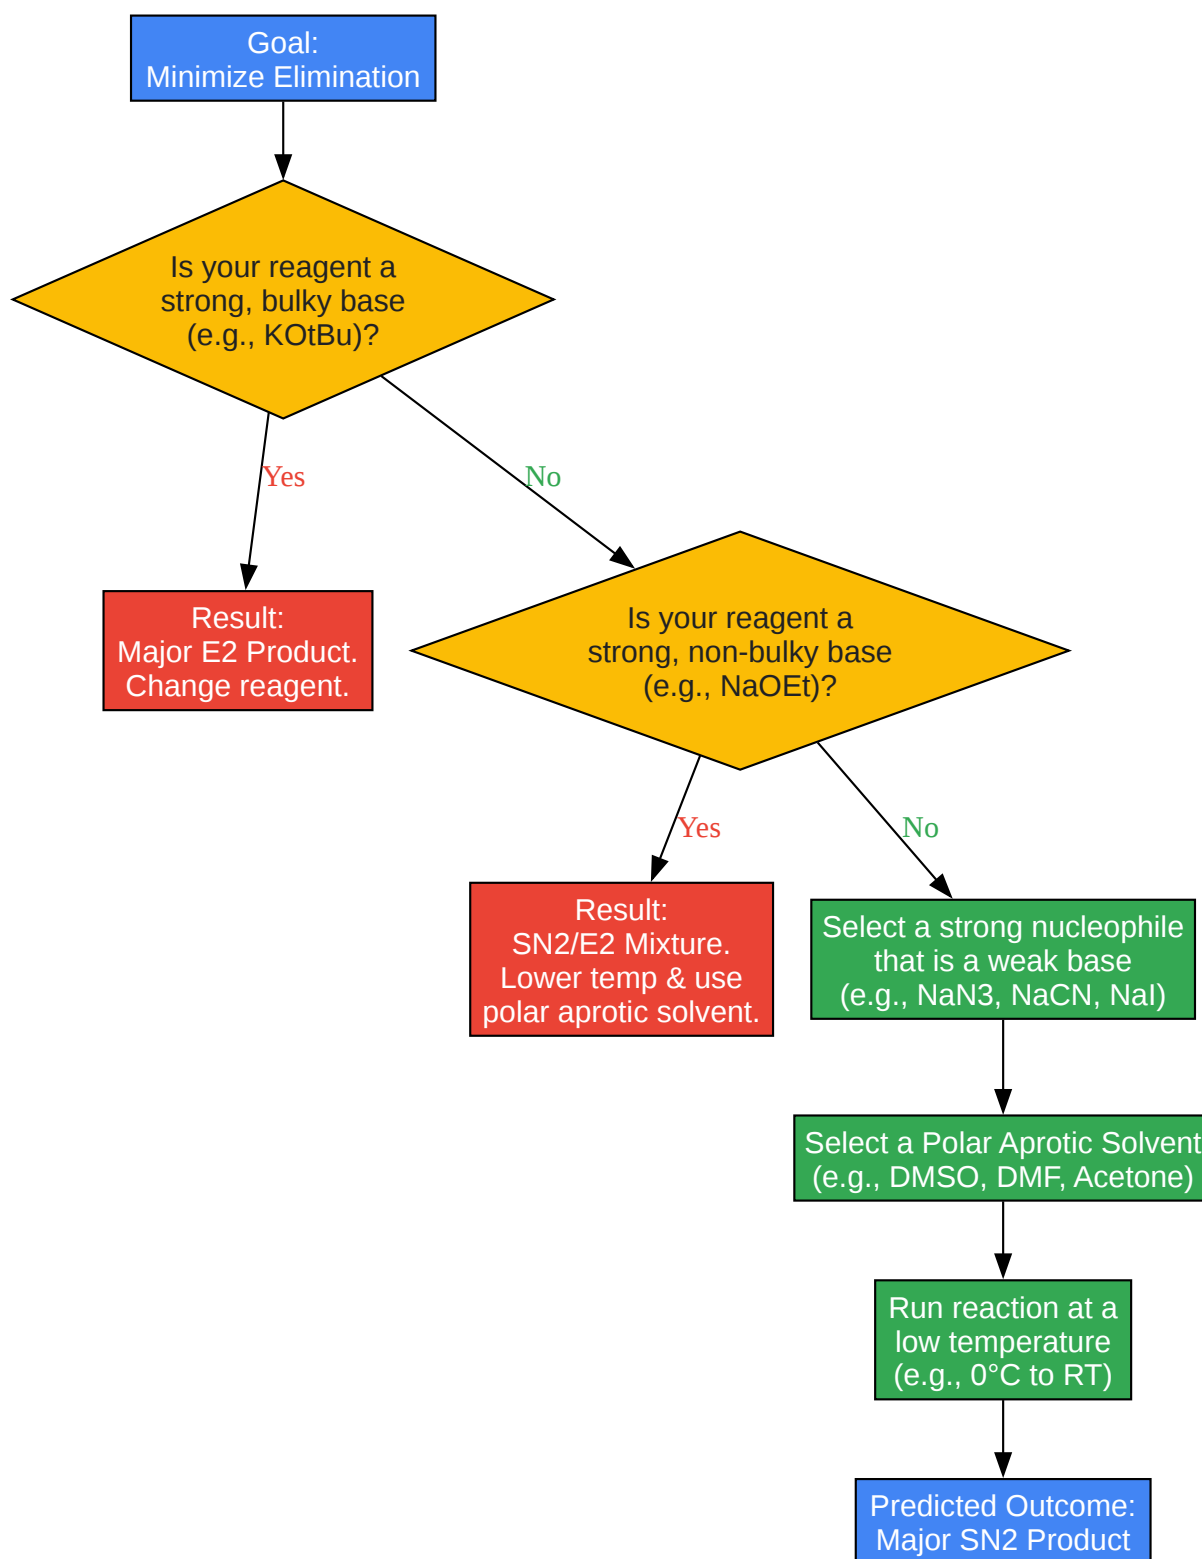 Goal:
Minimize Elimination
Is your reagent a
strong, bulky base
(e.g., KOtBu)?
Yes
No
Result:
Major E2 Product.
Change reagent.
Is your reagent a
strong, non-bulky base
(e.g., NaOEt)?
Yes
No
Result:
SN2/E2 Mixture.
Lower temp & use
polar aprotic solvent.
Select a strong nucleophile
that is a weak base
(e.g., NaN3, NaCN, NaI)
Select a Polar Aprotic Solvent
(e.g., DMSO, DMF, Acetone)
Run reaction at a
low temperature
(e.g., 0°C to RT)
Predicted Outcome:
Major SN2 Product